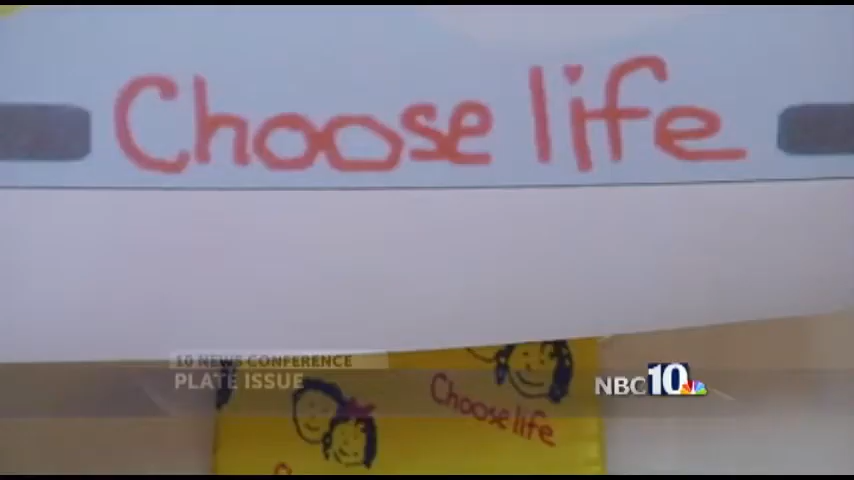 Choose life
10 NEWS CONFERENCE
PLATE ISSUE
NBC10
Choose life